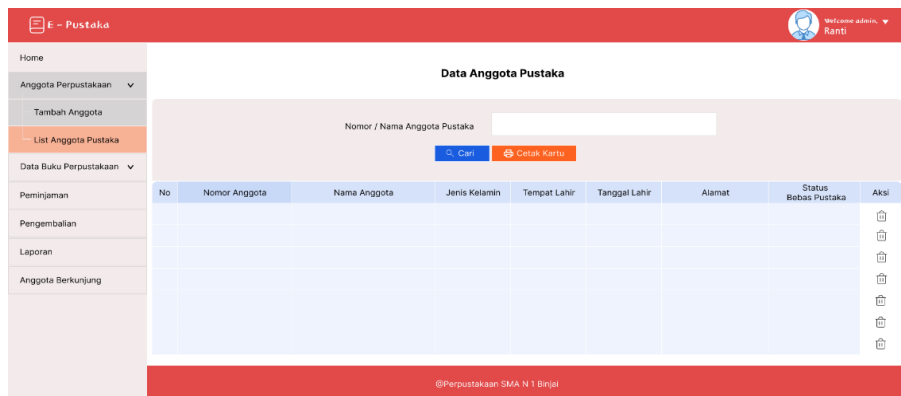 E - Pustaka
Welcome admin,
Ranti
Home
Anggota Perpustakaan
Tambah Anggota
List Anggota Pustaka
Data Buku Perpustakaan
Peminjaman
Pengembalian
Laporan
Anggota Berkunjung
Data Anggota Pustaka
Nomor / Nama Anggota Pustaka
Cari
Cetak Kartu
No Nomor Anggota Nama Anggota Jenis Kelamin Tempat Lahir Tanggal Lahir Alamat Status Bebas Pustaka Aksi
@Perpustakaan SMA N 1 Binjai